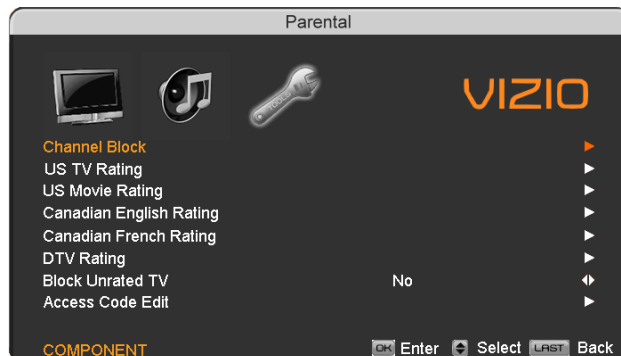 Parental
TOOLS
VIZIO
Channel Block
US TV Rating
US Movie Rating
Canadian English Rating
Canadian French Rating
DTV Rating
Block Unrated TV No
Access Code Edit
COMPONENT OK Enter Select LAST Back